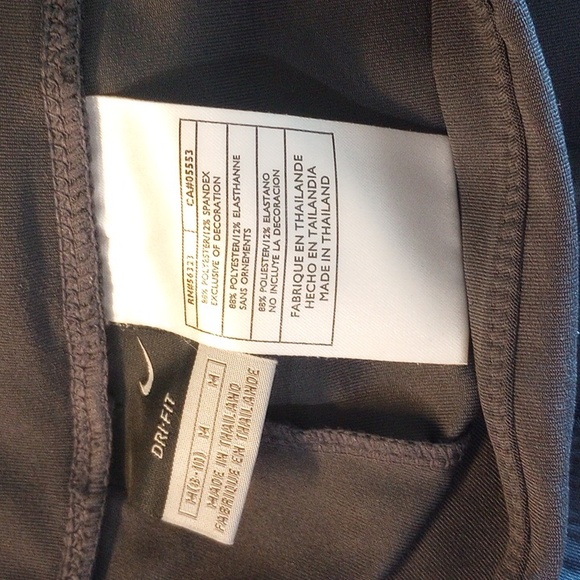 RN#56323 CA#05553
88% POLYESTER/12% SPANDEX
EXCLUSIVE OF DECORATION
88% POLYESTER/12% ELASTHANNE
SANS ORNEMENTS
88% POLIESTER/12% ELASTANO
NO INCLUYE LA DECORACION
FABRIQUE EN THAILANDE
HECHO EN TAILANDIA
MADE IN THAILAND
DRI-FIT
M(8-10) M M
MADE IN THAILAND
FABRIQUE EN THAILANDE